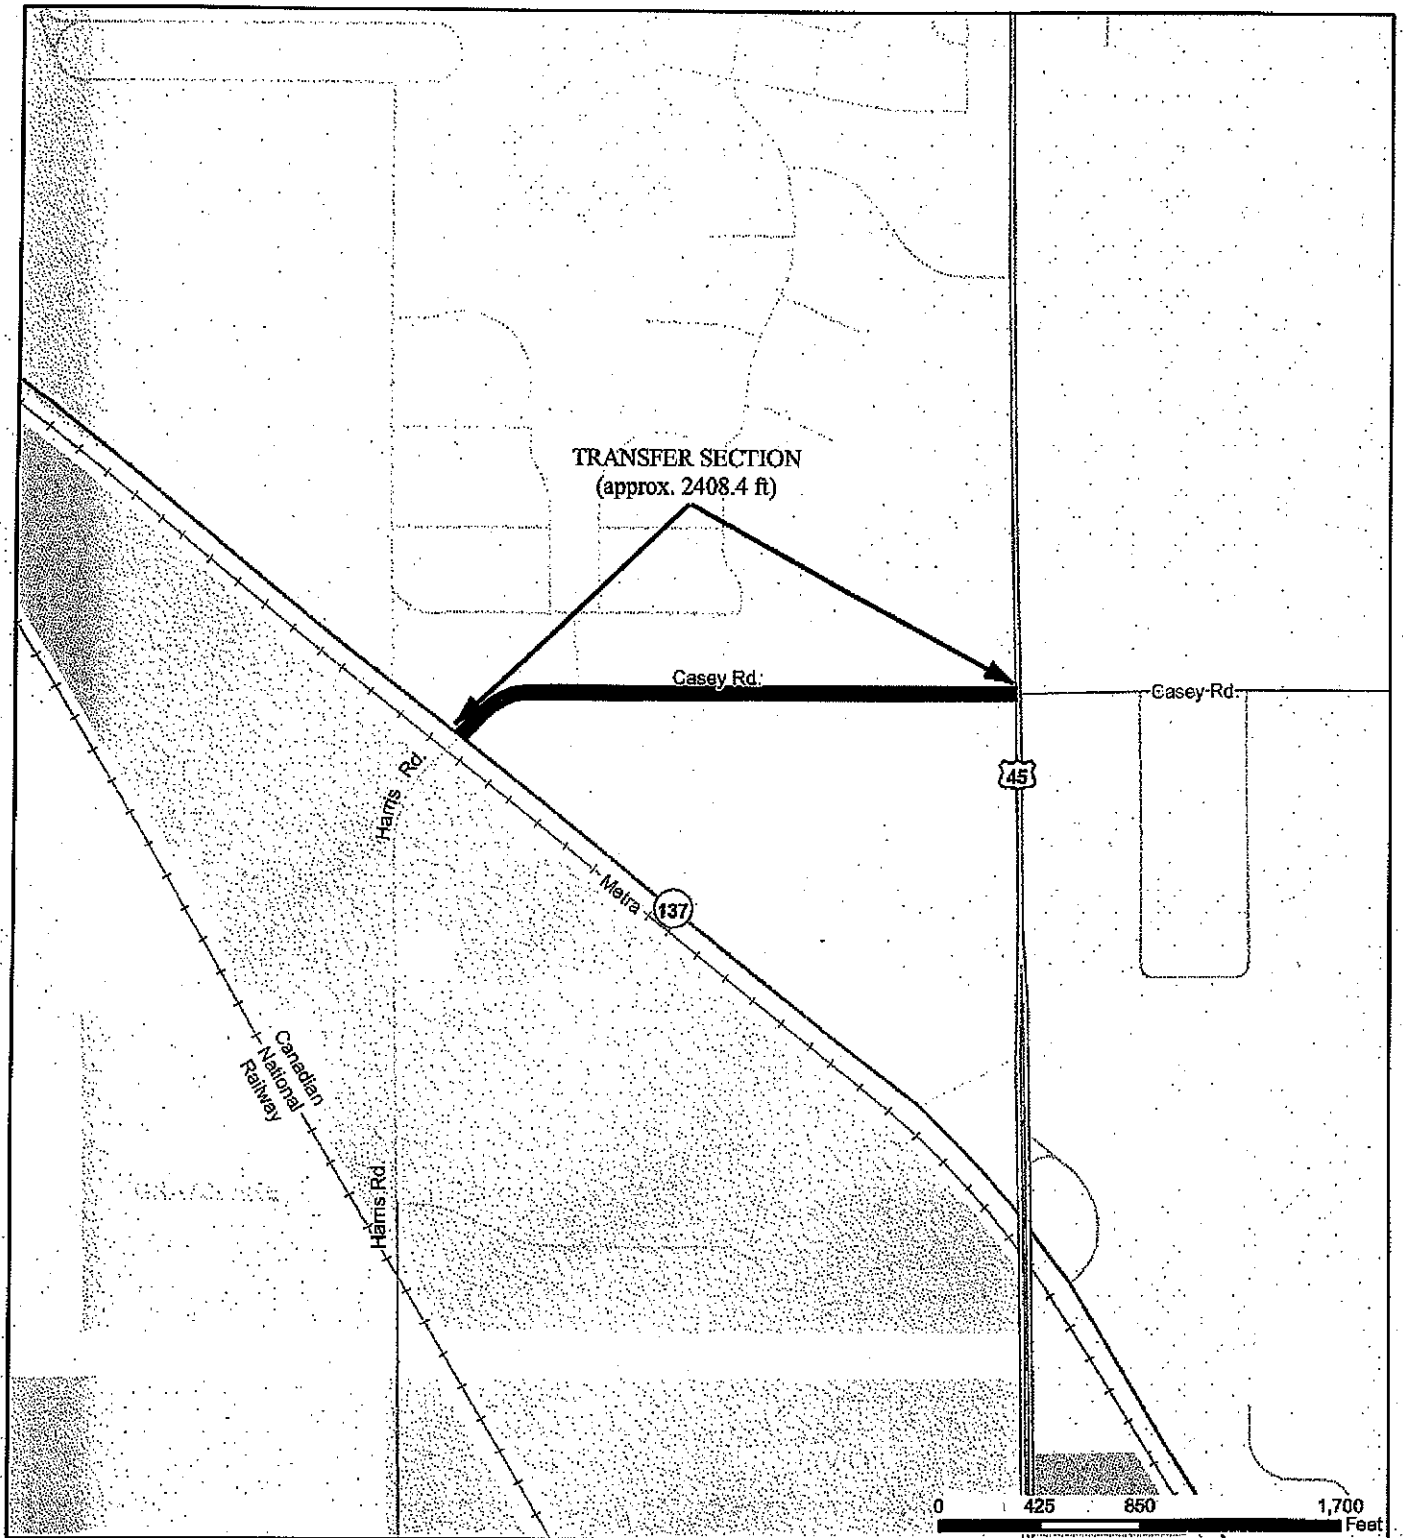 TRANSFER SECTION
(approx. 2408.4 ft)
Casey Rd.
Casey Rd.
45
Harris Rd.
Metra
137
Canadian
National
Railway
Harris Rd
0 425 850 1,700
Feet